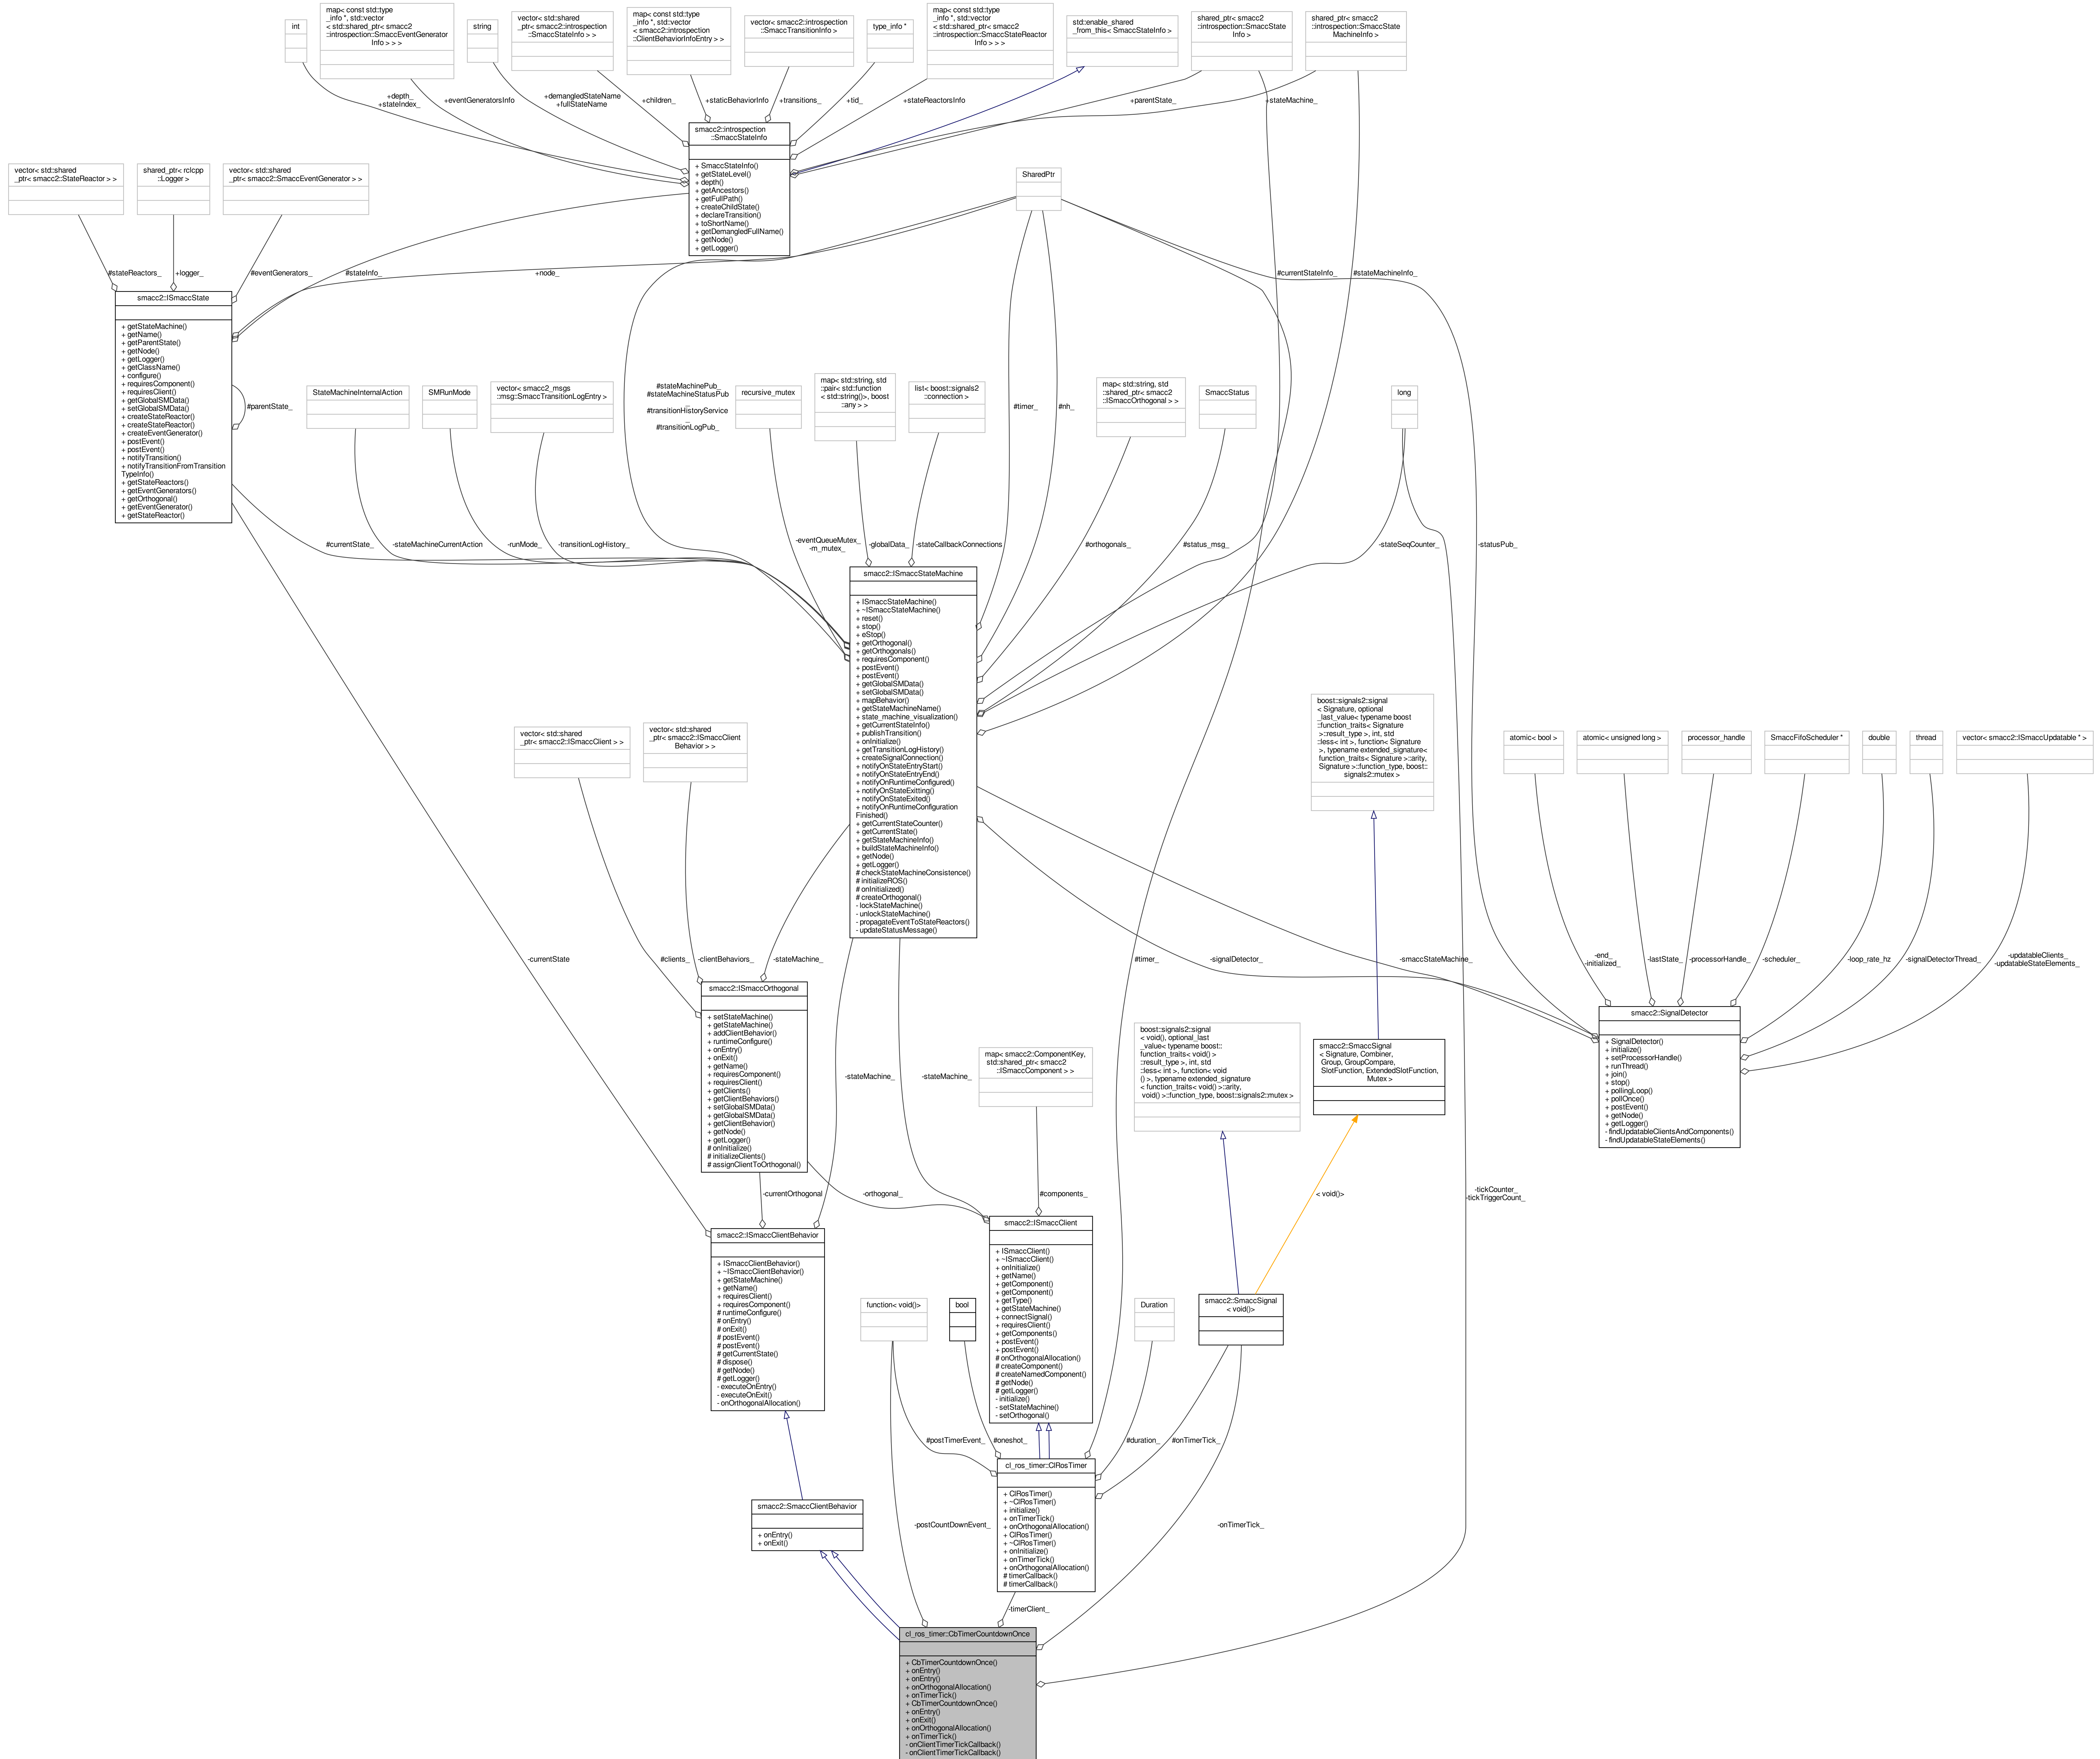 int
map< const std::type
_info *, std::vector
< std::shared_ptr< smacc2
::introspection::SmaccEventGenerator
Info > > >
string
vector< std::shared
_ptr< smacc2::introspection
::SmaccStateInfo > >
map< const std::type
_info *, std::vector
< smacc2::introspection
::ClientBehaviorInfoEntry > >
vector< smacc2::introspection
::SmaccTransitionInfo >
type_info *
map< const std::type
_info *, std::vector
< std::shared_ptr< smacc2
::introspection::SmaccStateReactor
Info > > >
std::enable_shared
_from_this< SmaccStateInfo >
shared_ptr< smacc2
::introspection::SmaccState
Info >
shared_ptr< smacc2
::introspection::SmaccState
MachineInfo >
+depth_
+stateIndex_
+eventGeneratorsInfo
+demangledStateName
+fullStateName
+children_
+staticBehaviorInfo
+transitions_
+tid_
+stateReactorsInfo
+parentState_
+stateMachine_
smacc2::introspection
::SmaccStateInfo
+ SmaccStateInfo()
+ getStateLevel()
+ depth()
+ getAncestors()
+ getFullPath()
+ createChildState()
+ declareTransition()
+ toShortName()
+ getDemangledFullName()
+ getNode()
+ getLogger()
vector< std::shared
_ptr< smacc2::StateReactor > >
shared_ptr< rclcpp
::Logger >
vector< std::shared
_ptr< smacc2::SmaccEventGenerator > >
SharedPtr
#stateReactors_
+logger_
#eventGenerators_
#stateInfo_
+node_
#currentStateInfo_
#stateMachineInfo_
smacc2::ISmaccState
+ getStateMachine()
+ getName()
+ getParentState()
+ getNode()
+ getLogger()
+ getClassName()
+ configure()
+ requiresComponent()
+ requiresClient()
+ getGlobalSMData()
+ setGlobalSMData()
+ createStateReactor()
+ createStateReactor()
+ createEventGenerator()
+ postEvent()
+ postEvent()
+ notifyTransition()
+ notifyTransitionFromTransition
TypeInfo()
+ getStateReactors()
+ getEventGenerators()
+ getOrthogonal()
+ getEventGenerator()
+ getStateReactor()
#parentState_
StateMachineInternalAction
SMRunMode
vector< smacc2_msgs
::msg::SmaccTransitionLogEntry >
#stateMachinePub_
#stateMachineStatusPub
_
#transitionHistoryService
_
#transitionLogPub_
recursive_mutex
map< std::string, std
::pair< std::function
< std::string()>, boost
::any > >
list< boost::signals2
::connection >
#timer_
#nh_
map< std::string, std
::shared_ptr< smacc2
::ISmaccOrthogonal > >
SmaccStatus
long
#currentState_
-stateMachineCurrentAction
-runMode_
-transitionLogHistory_
-eventQueueMutex_
-m_mutex_
-globalData_
-stateCallbackConnections
#orthogonals_
#status_msg_
-stateSeqCounter_
-statusPub_
smacc2::ISmaccStateMachine
+ ISmaccStateMachine()
+ ~ISmaccStateMachine()
+ reset()
+ stop()
+ eStop()
+ getOrthogonal()
+ getOrthogonals()
+ requiresComponent()
+ postEvent()
+ postEvent()
+ getGlobalSMData()
+ setGlobalSMData()
+ mapBehavior()
+ getStateMachineName()
+ state_machine_visualization()
+ getCurrentStateInfo()
+ publishTransition()
+ onInitialize()
+ getTransitionLogHistory()
+ createSignalConnection()
+ notifyOnStateEntryStart()
+ notifyOnStateEntryEnd()
+ notifyOnRuntimeConfigured()
+ notifyOnStateExitting()
+ notifyOnStateExited()
+ notifyOnRuntimeConfiguration
Finished()
+ getCurrentStateCounter()
+ getCurrentState()
+ getStateMachineInfo()
+ buildStateMachineInfo()
+ getNode()
+ getLogger()
# checkStateMachineConsistence()
# initializeROS()
# onInitialized()
# createOrthogonal()
- lockStateMachine()
- unlockStateMachine()
- propagateEventToStateReactors()
- updateStatusMessage()
vector< std::shared
_ptr< smacc2::ISmaccClient > >
vector< std::shared
_ptr< smacc2::ISmaccClient
Behavior > >
boost::signals2::signal
< Signature, optional
_last_value< typename boost
::function_traits< Signature
>::result_type >, int, std
::less< int >, function< Signature
>, typename extended_signature<
function_traits< Signature >::arity,
Signature >::function_type, boost::
signals2::mutex >
atomic< bool >
atomic< unsigned long >
processor_handle
SmaccFifoScheduler *
double
thread
vector< smacc2::ISmaccUpdatable * >
-currentState
#clients_
-clientBehaviors_
-stateMachine_
#timer_
-signalDetector_
-smaccStateMachine_
-end_
-initialized_
-lastState_
-processorHandle_
-scheduler_
-loop_rate_hz
-signalDetectorThread_
-updatableClients_
-updatableStateElements_
smacc2::ISmaccOrthogonal
+ setStateMachine()
+ getStateMachine()
+ addClientBehavior()
+ runtimeConfigure()
+ onEntry()
+ onExit()
+ getName()
+ requiresComponent()
+ requiresClient()
+ getClients()
+ getClientBehaviors()
+ setGlobalSMData()
+ getGlobalSMData()
+ getClientBehavior()
+ getNode()
+ getLogger()
# onInitialize()
# initializeClients()
# assignClientToOrthogonal()
-stateMachine_
-stateMachine_
map< smacc2::ComponentKey,
std::shared_ptr< smacc2
::ISmaccComponent > >
boost::signals2::signal
< void(), optional_last
_value< typename boost::
function_traits< void() >
::result_type >, int, std
::less< int >, function< void
() >, typename extended_signature
< function_traits< void() >::arity,
void() >::function_type, boost::signals2::mutex >
smacc2::SmaccSignal
< Signature, Combiner,
Group, GroupCompare,
SlotFunction, ExtendedSlotFunction,
Mutex >
smacc2::SignalDetector
+ SignalDetector()
+ initialize()
+ setProcessorHandle()
+ runThread()
+ join()
+ stop()
+ pollingLoop()
+ pollOnce()
+ postEvent()
+ getNode()
+ getLogger()
- findUpdatableClientsAndComponents()
- findUpdatableStateElements()
-currentOrthogonal
-orthogonal_
#components_
< void()>
-tickCounter_
-tickTriggerCount_
smacc2::ISmaccClientBehavior
+ ISmaccClientBehavior()
+ ~ISmaccClientBehavior()
+ getStateMachine()
+ getName()
+ requiresClient()
+ requiresComponent()
# runtimeConfigure()
# onEntry()
# onExit()
# postEvent()
# postEvent()
# getCurrentState()
# dispose()
# getNode()
# getLogger()
- executeOnEntry()
- executeOnExit()
- onOrthogonalAllocation()
smacc2::ISmaccClient
+ ISmaccClient()
+ ~ISmaccClient()
+ onInitialize()
+ getName()
+ getComponent()
+ getComponent()
+ getType()
+ getStateMachine()
+ connectSignal()
+ requiresClient()
+ getComponents()
+ postEvent()
+ postEvent()
# onOrthogonalAllocation()
# createComponent()
# createNamedComponent()
# getNode()
# getLogger()
- initialize()
- setStateMachine()
- setOrthogonal()
function< void()>
bool
Duration
smacc2::SmaccSignal
< void()>
#postTimerEvent_
#oneshot_
#duration_
#onTimerTick_
cl_ros_timer::ClRosTimer
+ ClRosTimer()
+ ~ClRosTimer()
+ initialize()
+ onTimerTick()
+ onOrthogonalAllocation()
+ ClRosTimer()
+ ~ClRosTimer()
+ onInitialize()
+ onTimerTick()
+ onOrthogonalAllocation()
# timerCallback()
# timerCallback()
smacc2::SmaccClientBehavior
+ onEntry()
+ onExit()
-postCountDownEvent_
-onTimerTick_
-timerClient_
cl_ros_timer::CbTimerCountdownOnce
+ CbTimerCountdownOnce()
+ onEntry()
+ onEntry()
+ onOrthogonalAllocation()
+ onTimerTick()
+ CbTimerCountdownOnce()
+ onEntry()
+ onExit()
+ onOrthogonalAllocation()
+ onTimerTick()
- onClientTimerTickCallback()
- onClientTimerTickCallback()